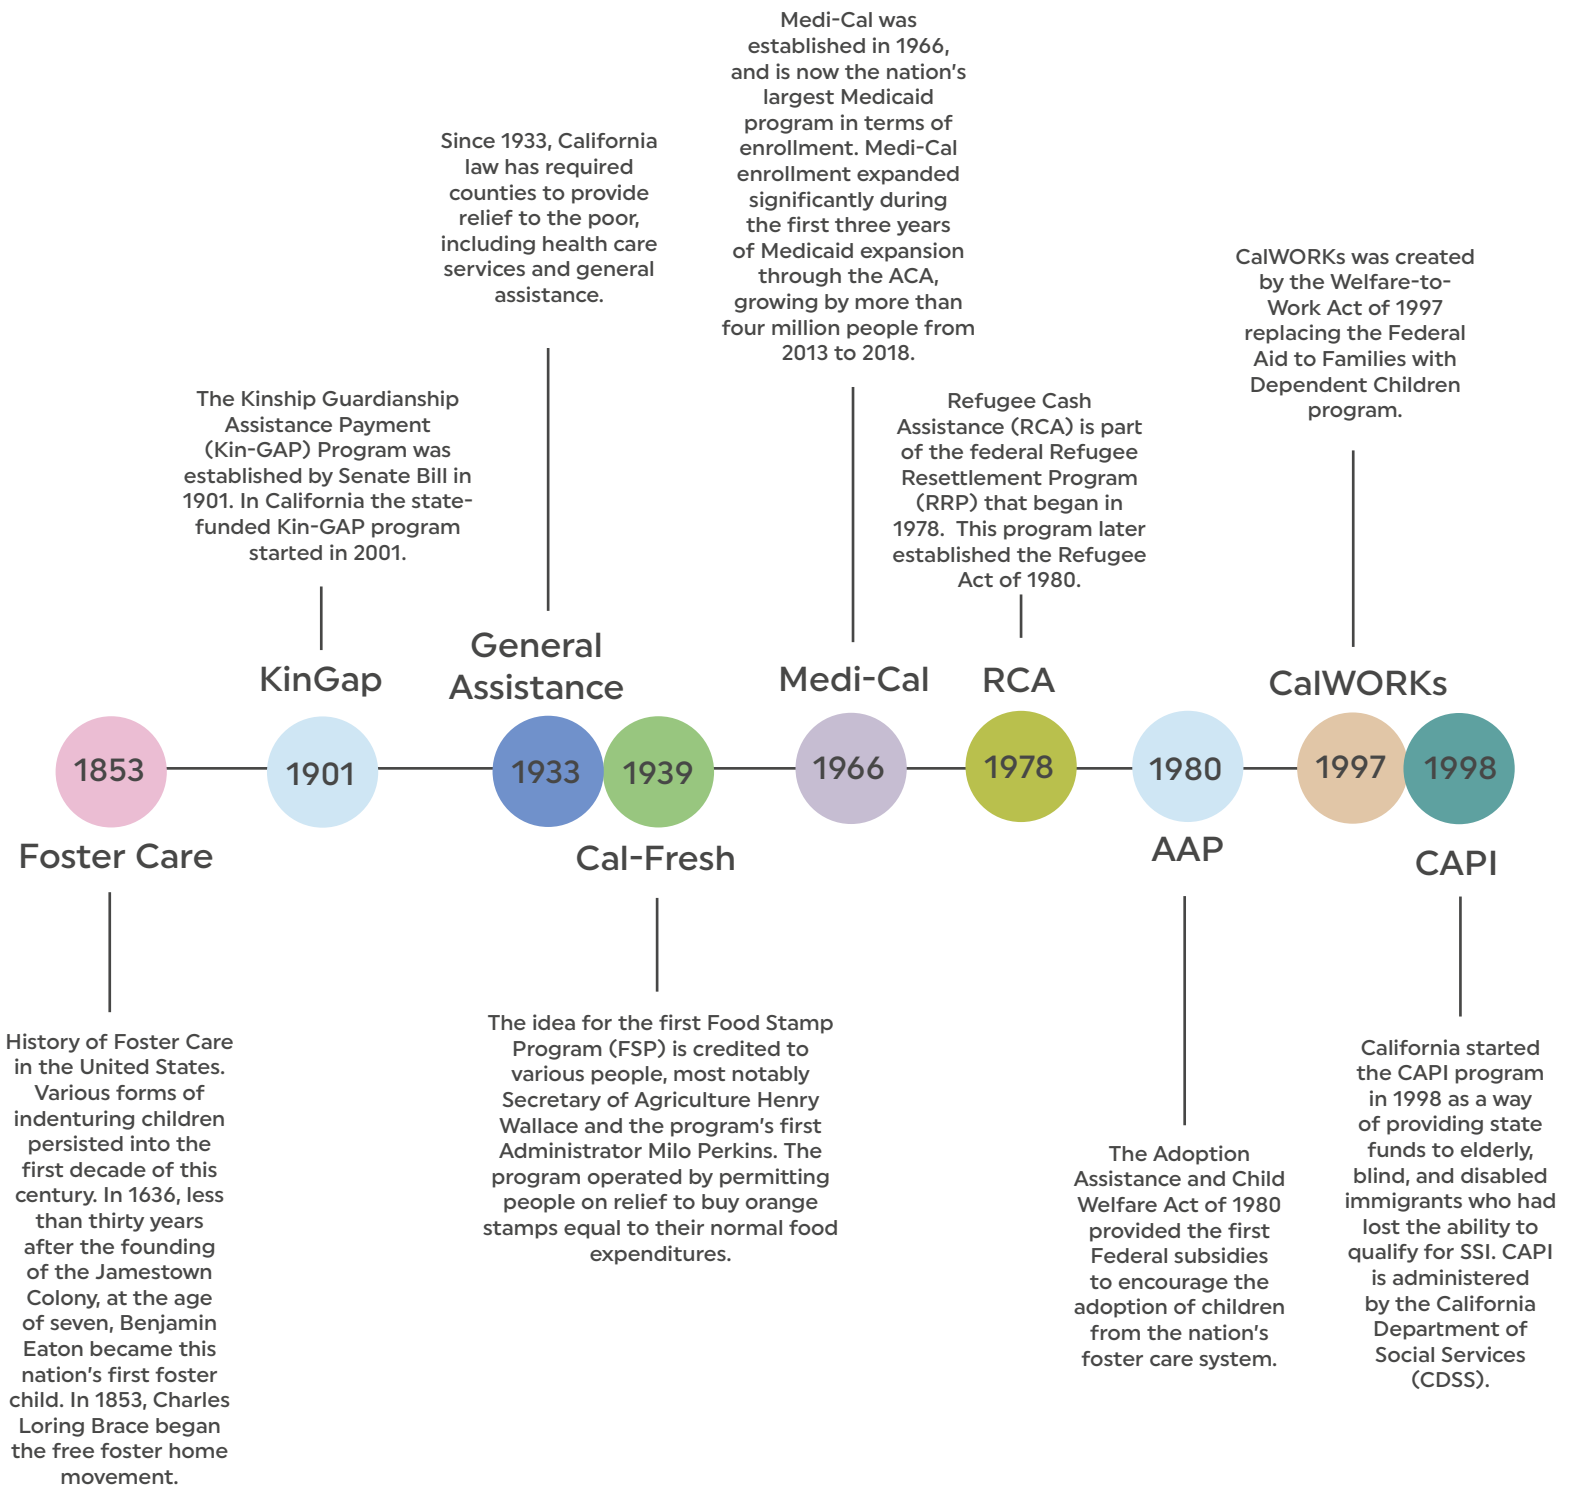 Medi-Cal was
established in 1966,
and is now the nation's
largest Medicaid
program in terms of
enrollment. Medi-Cal
enrollment expanded
significantly during
the first three years
of Medicaid expansion
through the ACA,
growing by more than
four million people from
2013 to 2018.
Since 1933, California
law has required
counties to provide
relief to the poor,
including health care
services and general
assistance.
CalWORKs was created
by the Welfare-to-
Work Act of 1997
replacing the Federal
Aid to Families with
Dependent Children
program.
The Kinship Guardianship
Assistance Payment
(Kin-GAP) Program was
established by Senate Bill in
1901. In California the state-
funded Kin-GAP program
started in 2001.
Refugee Cash
Assistance (RCA) is part
of the federal Refugee
Resettlement Program
(RRP) that began in
1978.  This program later
established the Refugee
Act of 1980.
KinGap
General
Assistance
Medi-Cal
RCA
CalWORKs
1853
1901
1933
1939
1966
1978
1980
1997
1998
Foster Care
Cal-Fresh
AAP
CAPI
History of Foster Care
in the United States.
Various forms of
indenturing children
persisted into the
first decade of this
century. In 1636, less
than thirty years
after the founding
of the Jamestown
Colony, at the age
of seven, Benjamin
Eaton became this
nation's first foster
child. In 1853, Charles
Loring Brace began
the free foster home
movement.
The idea for the first Food Stamp
Program (FSP) is credited to
various people, most notably
Secretary of Agriculture Henry
Wallace and the program's first
Administrator Milo Perkins. The
program operated by permitting
people on relief to buy orange
stamps equal to their normal food
expenditures.
The Adoption
Assistance and Child
Welfare Act of 1980
provided the first
Federal subsidies
to encourage the
adoption of children
from the nation's
foster care system.
California started
the CAPI program
in 1998 as a way
of providing state
funds to elderly,
blind, and disabled
immigrants who had
lost the ability to
qualify for SSI. CAPI
is administered
by the California
Department of
Social Services
(CDSS).